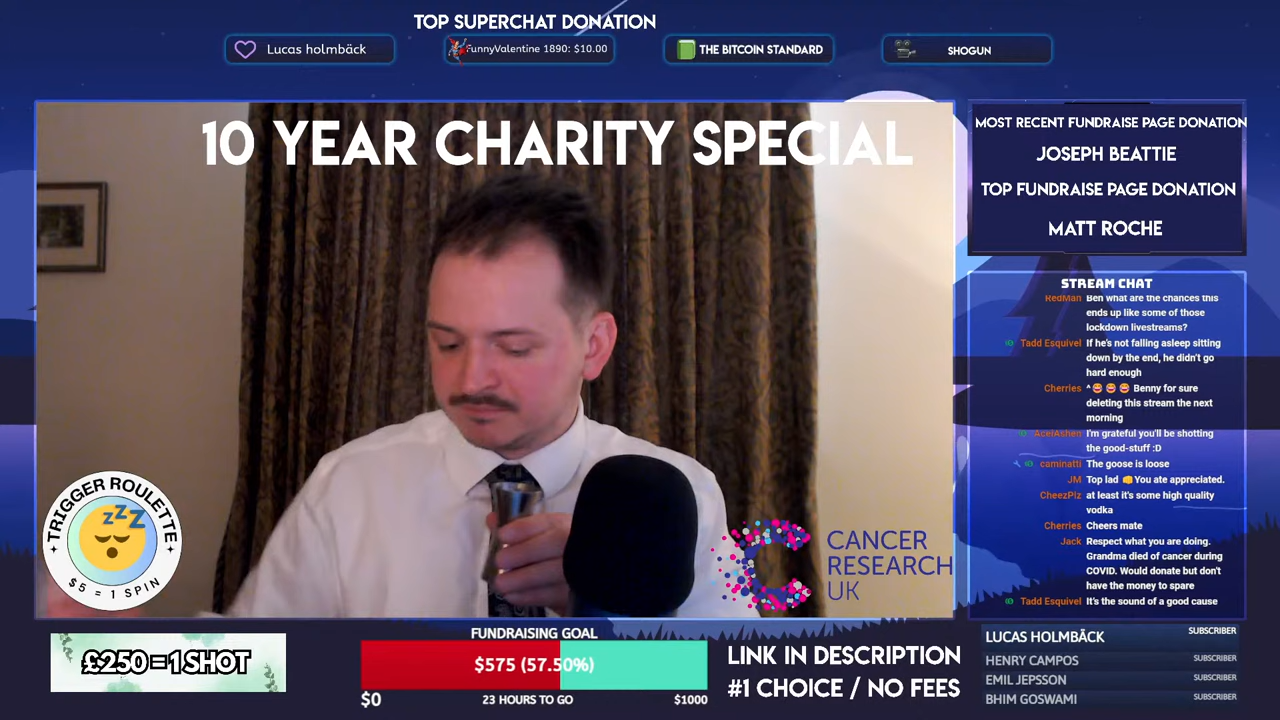 TOP SUPERCHAT DONATION
Lucas holmbäck
FunnyValentine 1890: $10.00
THE BITCOIN STANDARD
SHOGUN
10 YEAR CHARITY SPECIAL
MOST RECENT FUNDRAISE PAGE DONATION
JOSEPH BEATTIE
TOP FUNDRAISE PAGE DONATION
MATT ROCHE
STREAM CHAT
RedMan Ben what are the chances this
ends up like some of those
lockdown livestreams?
Tadd Esquivel If he's not falling asleep sitting
down by the end, he didn't go
hard enough
Cherries ^😂😂😂 Benny for sure
deleting this stream the next
morning
AceIAshen I'm grateful you'll be shotting
the good-stuff :D
caminatti The goose is loose
JM Top lad 👊 You ate appreciated.
CheezPiz at least it's some high quality
vodka
Cherries Cheers mate
Jack Respect what you are doing.
Grandma died of cancer during
COVID. Would donate but don't
have the money to spare
Tadd Esquivel It's the sound of a good cause
TRIGGER ROULETTE
zzZ
$5 = 1 SPIN
CANCER
RESEARCH
UK
£250 = 1 SHOT
FUNDRAISING GOAL
$575 (57.50%)
$0
23 HOURS TO GO
$1000
LINK IN DESCRIPTION
#1 CHOICE / NO FEES
LUCAS HOLMBÄCK SUBSCRIBER
HENRY CAMPOS SUBSCRIBER
EMIL JEPSSON SUBSCRIBER
BHIM GOSWAMI SUBSCRIBER